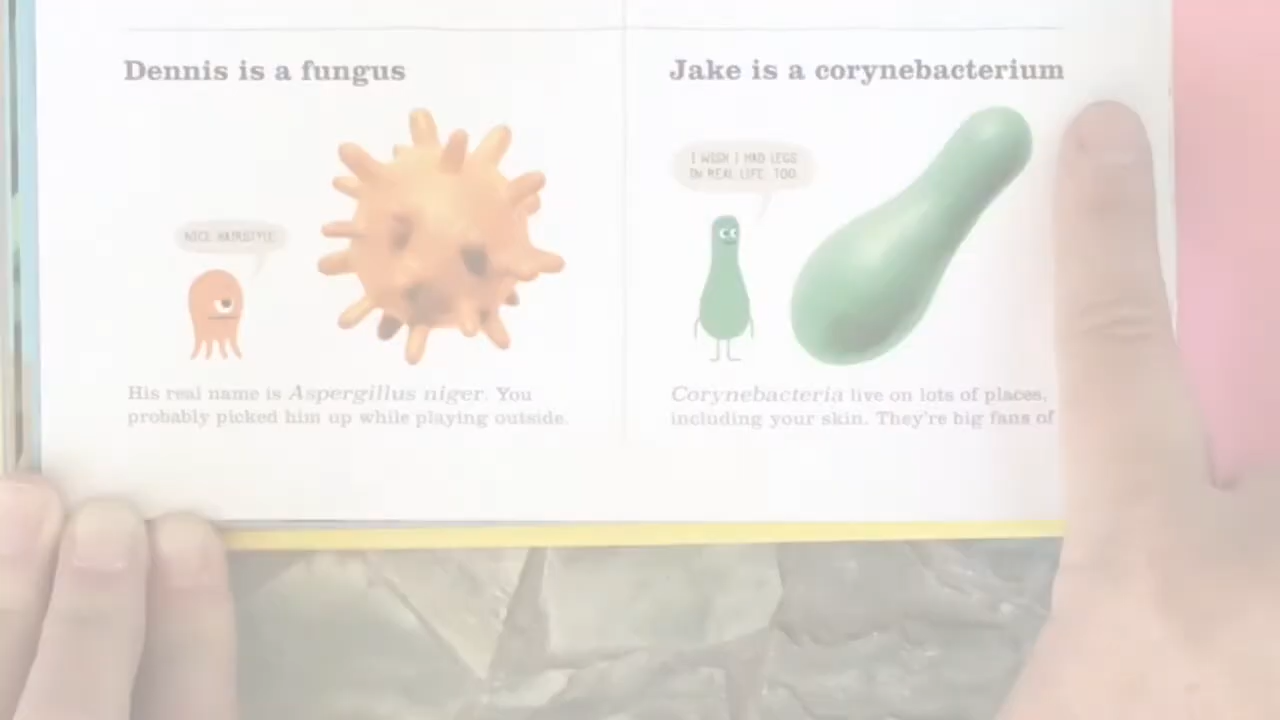 Dennis is a fungus
NICE HAIRSTYLE
His real name is Aspergillus niger. You
probably picked him up while playing outside.
Jake is a corynebacterium
I WISH I HAD LEGS
IN REAL LIFE, TOO.
Corynebacteria live on lots of places,
including your skin. They're big fans of